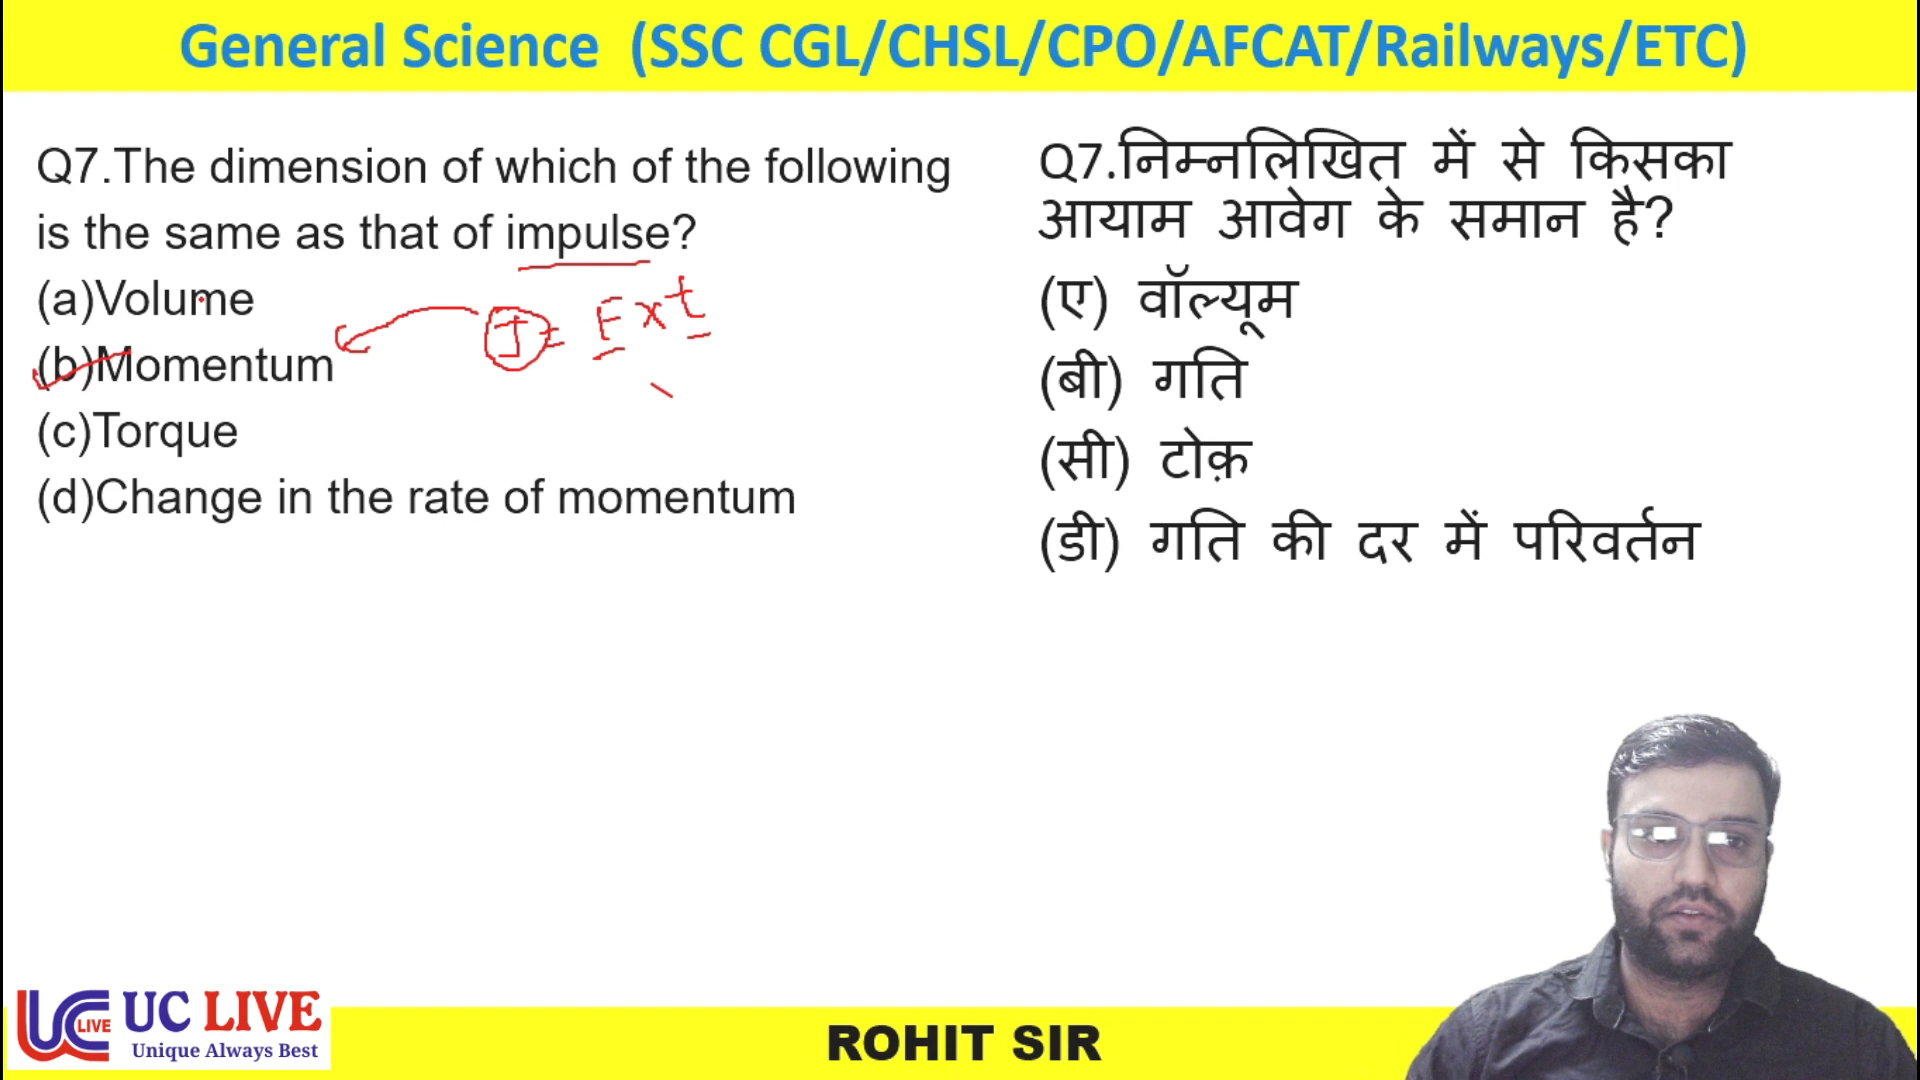 General Science (SSC CGL/CHSL/CPO/AFCAT/Railways/ETC)
Q7.The dimension of which of the following
is the same as that of impulse?
(a)Volume
(b)Momentum
(c)Torque
(d)Change in the rate of momentum
J = F x t
Q7.निम्नलिखित में से किसका
आयाम आवेग के समान है?
(ए) वॉल्यूम
(बी) गति
(सी) टोक़
(डी) गति की दर में परिवर्तन
UC LIVE
LIVE
Unique Always Best
ROHIT SIR